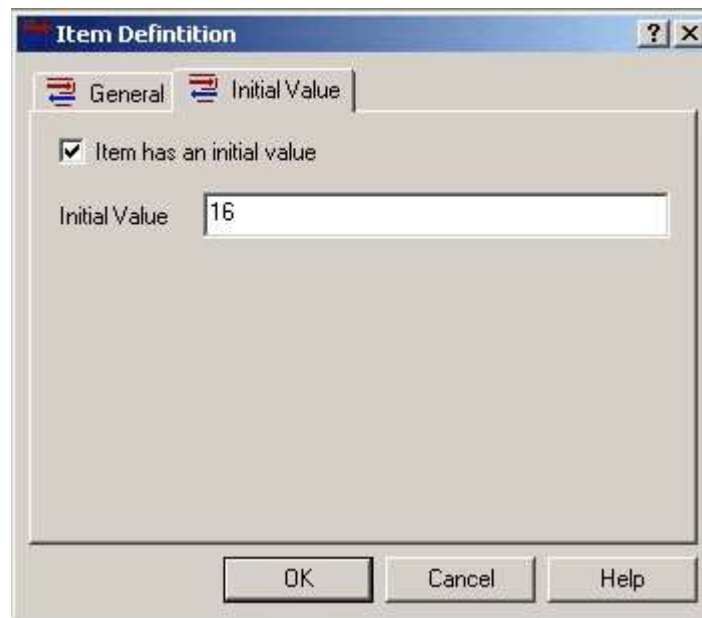 Item Defintition
General
Initial Value
Item has an initial value
Initial Value
16
OK
Cancel
Help